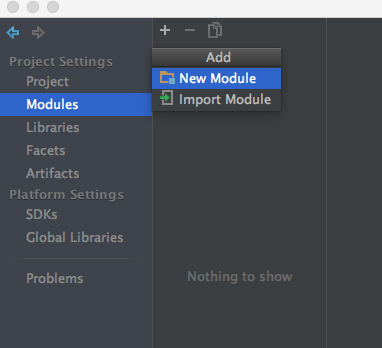 Project Settings
Project
Modules
Libraries
Facets
Artifacts
Platform Settings
SDKs
Global Libraries
Problems
Add
New Module
Import Module
Nothing to show